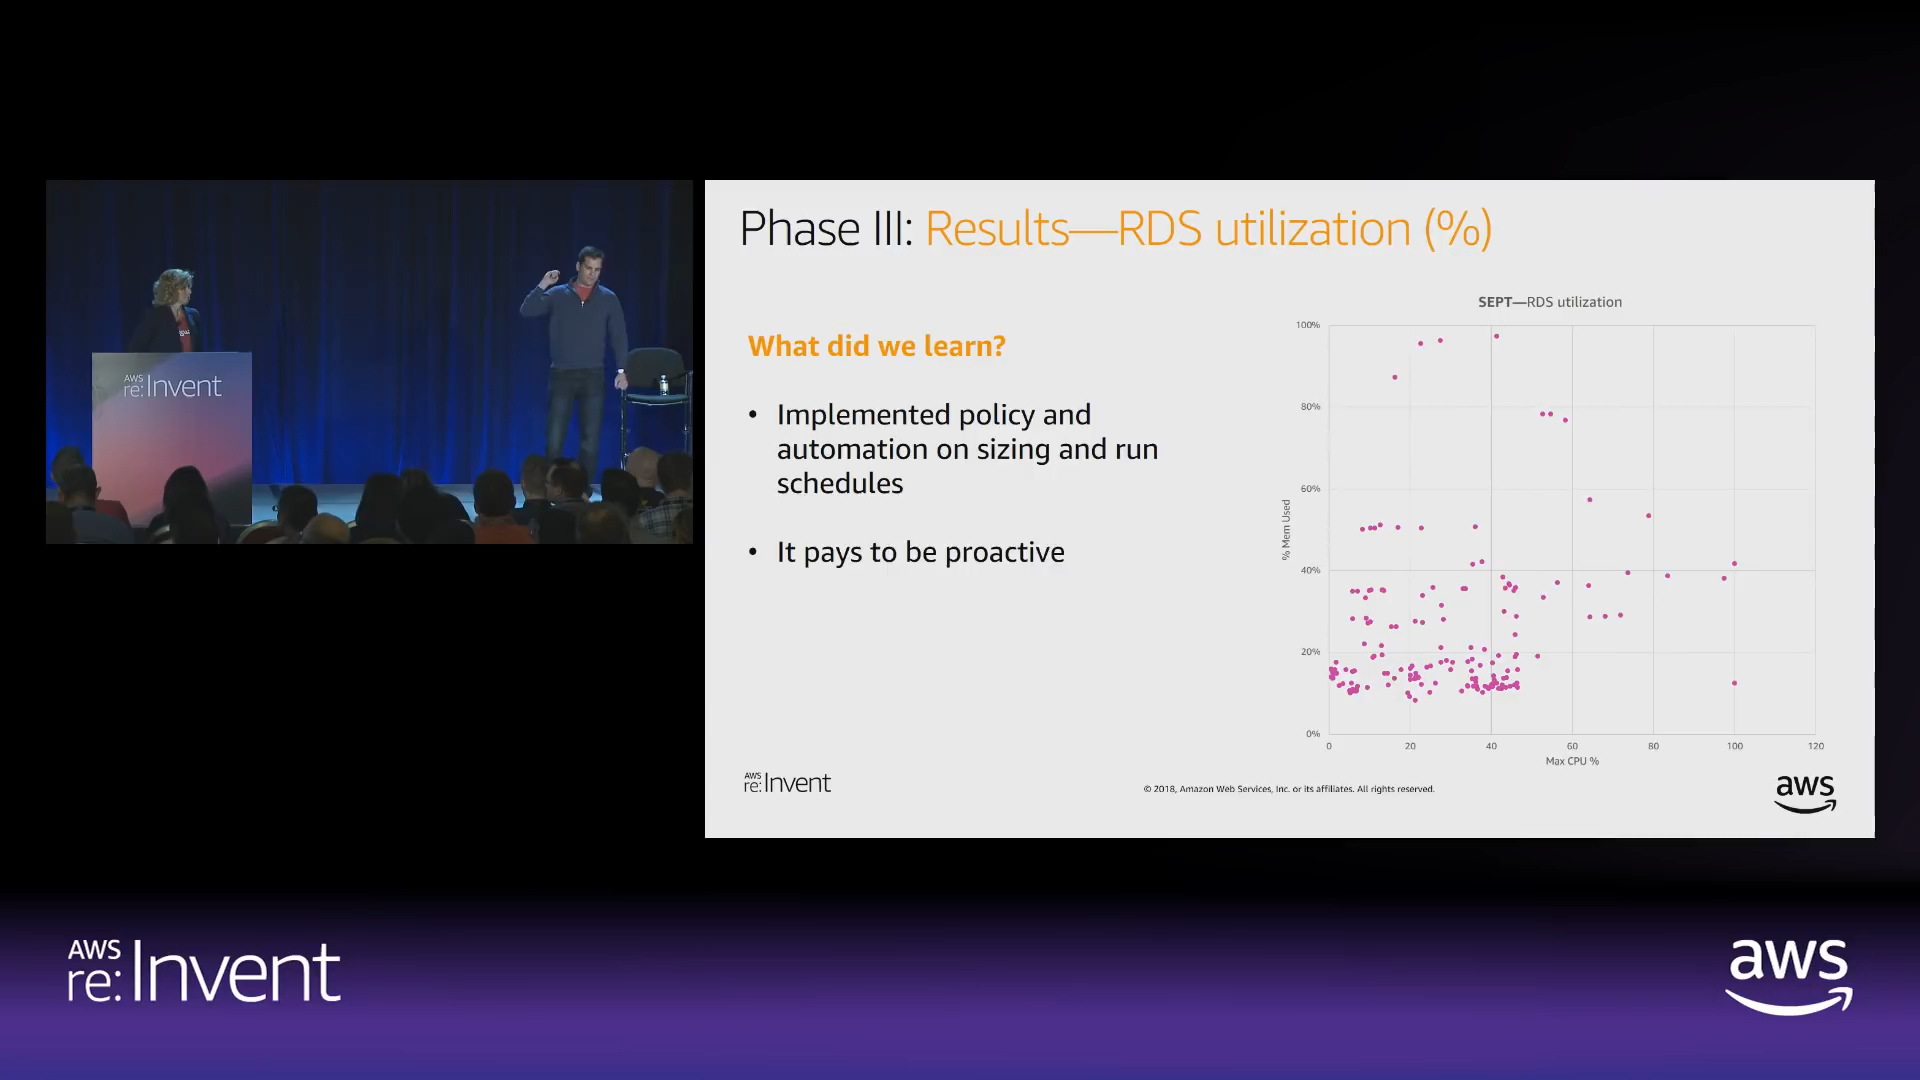 Phase III: Results—RDS utilization (%)
What did we learn?
• Implemented policy and
automation on sizing and run
schedules
• It pays to be proactive
SEPT—RDS utilization
100%
80%
60%
40%
20%
0%
% Mem Used
0 20 40 60 80 100 120
Max CPU %
AWS
re:Invent
© 2018, Amazon Web Services, Inc. or its affiliates. All rights reserved.
aws
AWS
re:Invent
AWS
re:Invent
aws